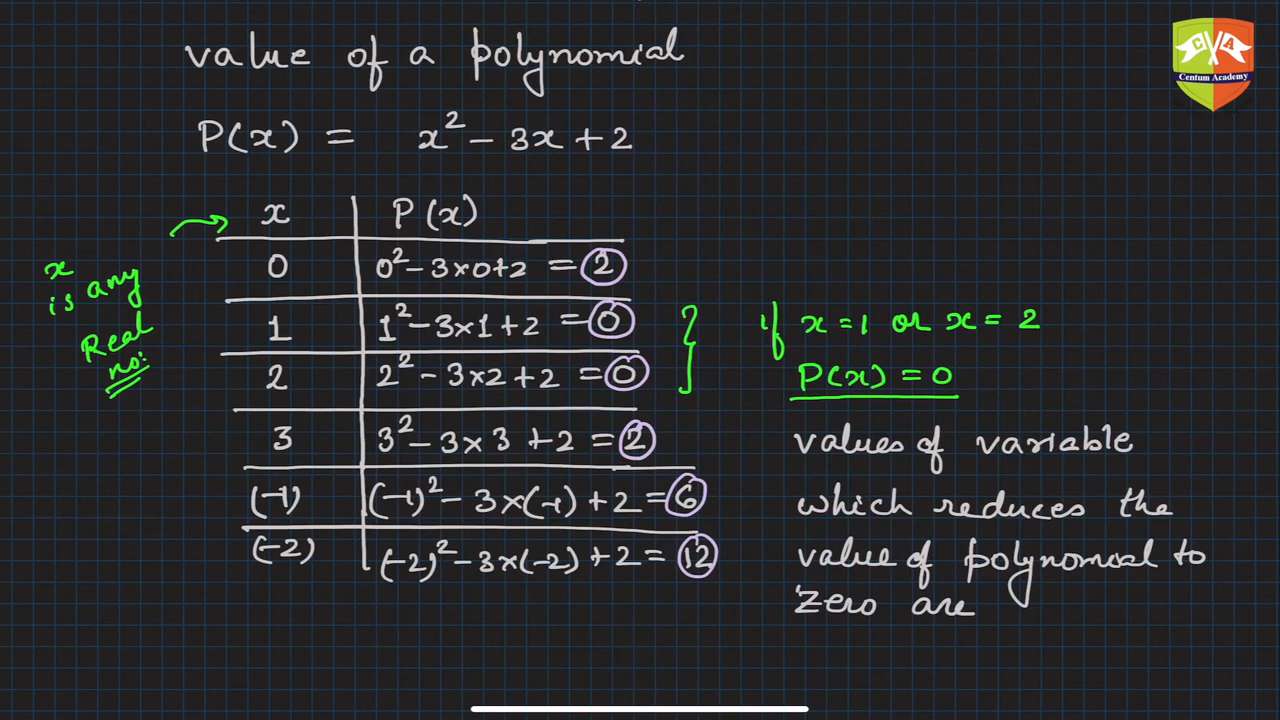 value of a polynomial
P(x) = x² - 3x + 2
x P(x)
0 0² - 3×0+2 = 2
1 1² - 3×1 + 2 = 0
2 2² - 3×2 + 2 = 0
3 3² - 3×3 + 2 = 2
(-1) (-1)² - 3×(-1) + 2 = 6
(-2) (-2)² - 3×(-2) + 2 = 12
x
is any
Real
no:
if x = 1 or x = 2
P(x) = 0
values of variable
which reduces the
value of polynomial to
zero are
C A
Centum Academy